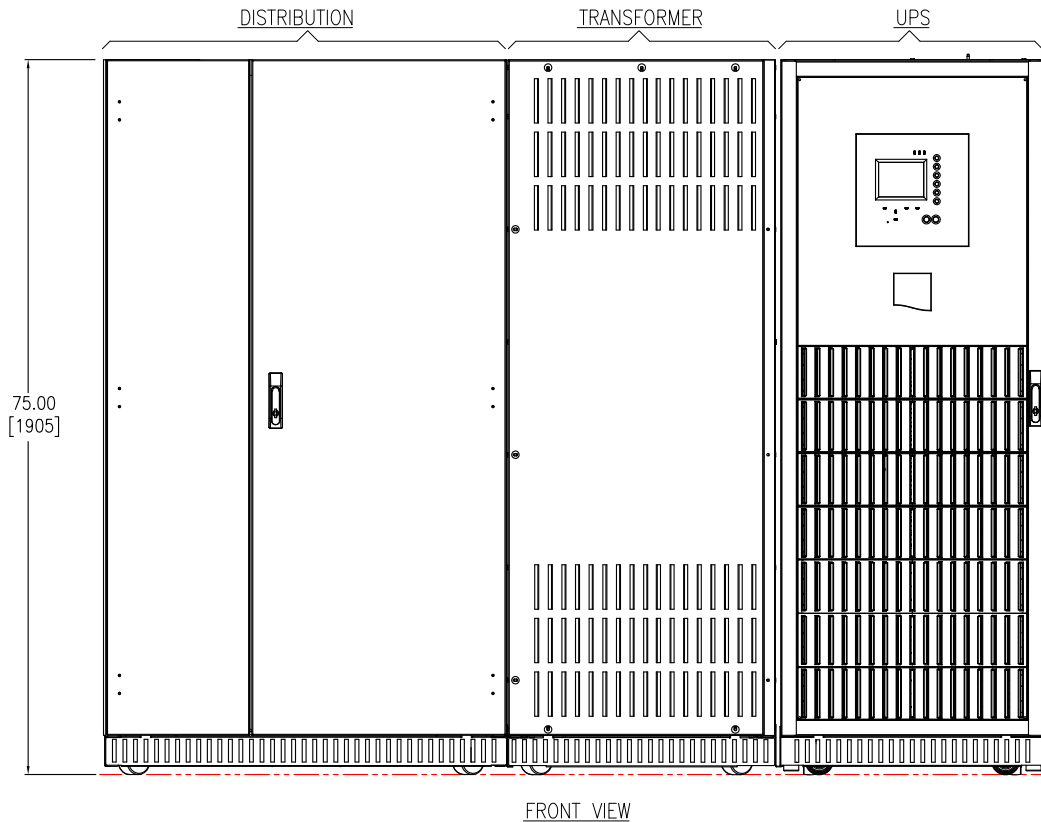 DISTRIBUTION
TRANSFORMER
UPS
75.00
[1905]
FRONT VIEW